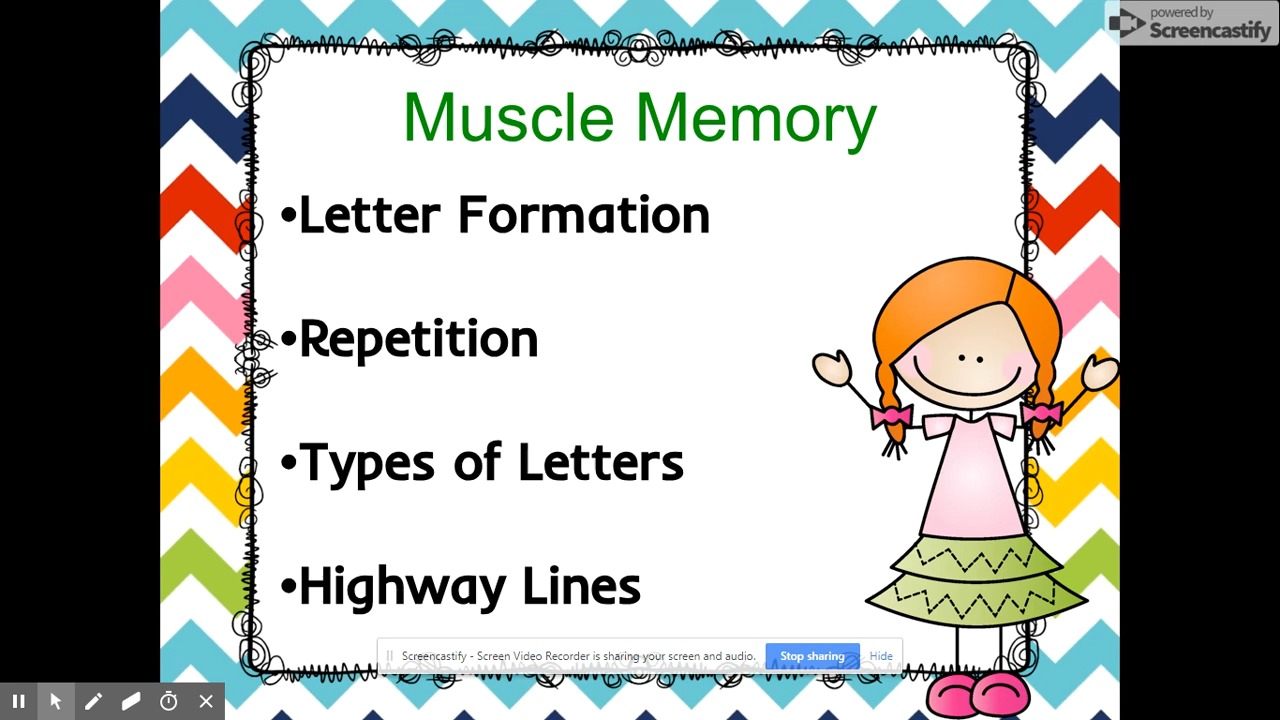 powered by
Screencastify
Muscle Memory
•Letter Formation
•Repetition
•Types of Letters
•Highway Lines
Screencastify - Screen Video Recorder is sharing your screen and audio. Stop sharing Hide